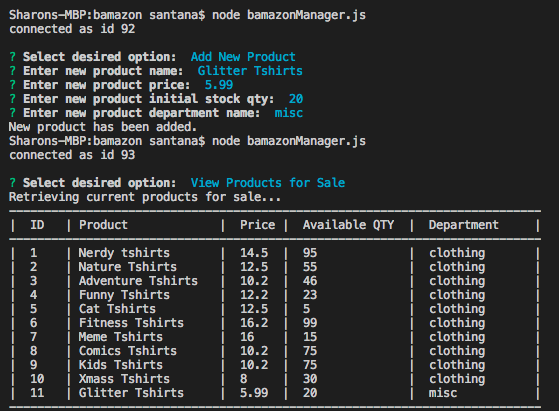 Sharons-MBP:bamazon santana$ node bamazonManager.js
connected as id 92
? Select desired option: Add New Product
? Enter new product name: Glitter Tshirts
? Enter new product price: 5.99
? Enter new product initial stock qty: 20
? Enter new product department name: misc
New product has been added.
Sharons-MBP:bamazon santana$ node bamazonManager.js
connected as id 93
? Select desired option: View Products for Sale
Retrieving current products for sale...
| ID | Product | Price | Available QTY | Department |
| 1 | Nerdy tshirts | 14.5 | 95 | clothing |
| 2 | Nature Tshirts | 12.5 | 55 | clothing |
| 3 | Adventure Tshirts | 10.2 | 46 | clothing |
| 4 | Funny Tshirts | 12.2 | 23 | clothing |
| 5 | Cat Tshirts | 12.5 | 5 | clothing |
| 6 | Fitness Tshirts | 16.2 | 99 | clothing |
| 7 | Meme Tshirts | 16 | 15 | clothing |
| 8 | Comics Tshirts | 10.2 | 75 | clothing |
| 9 | Kids Tshirts | 10.2 | 75 | clothing |
| 10 | Xmass Tshirts | 8 | 30 | clothing |
| 11 | Glitter Tshirts | 5.99 | 20 | misc |